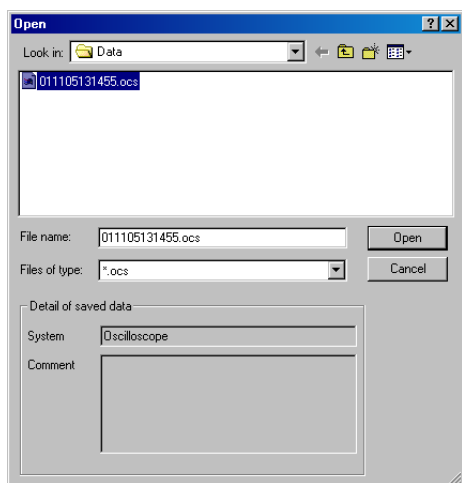 Open
Look in: Data
011105131455.ocs
File name: 011105131455.ocs Open
Files of type: *.ocs Cancel
Detail of saved data
System Oscilloscope
Comment